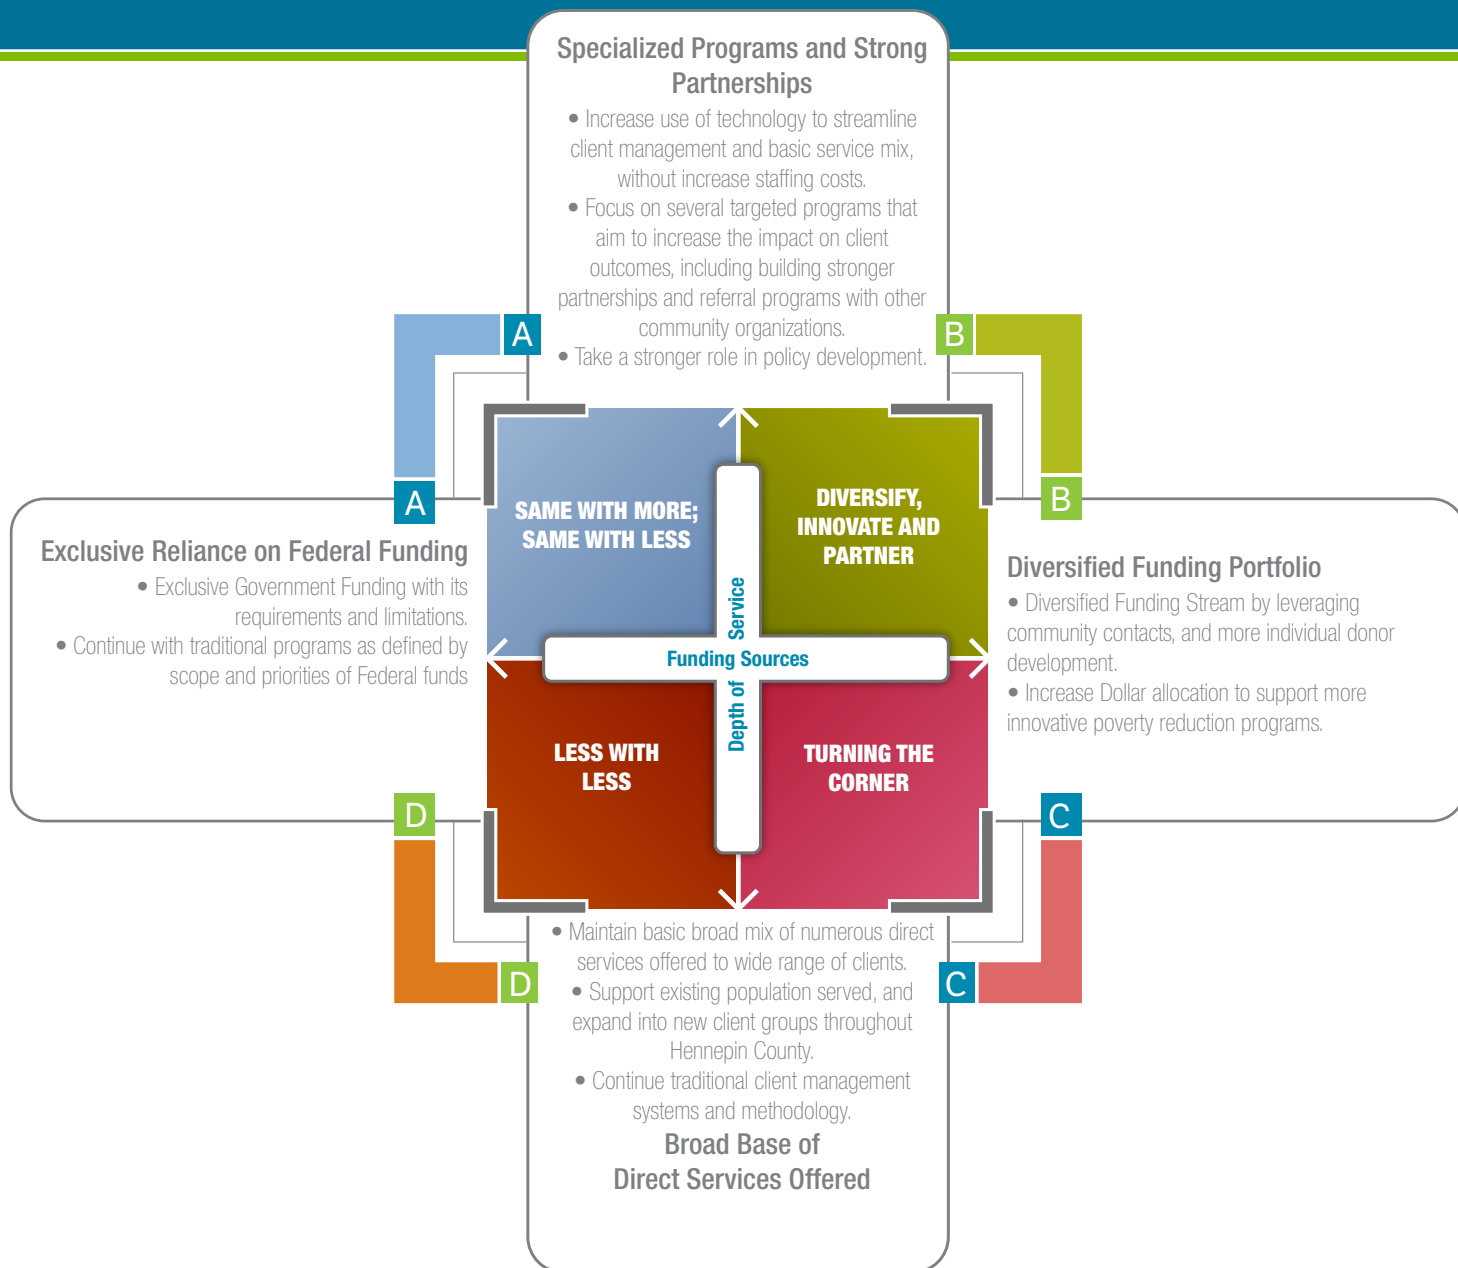 Specialized Programs and Strong
Partnerships
• Increase use of technology to streamline
client management and basic service mix,
without increase staffing costs.
• Focus on several targeted programs that
aim to increase the impact on client
outcomes, including building stronger
partnerships and referral programs with other
community organizations.
• Take a stronger role in policy development.
A
B
A
B
SAME WITH MORE;
SAME WITH LESS
DIVERSIFY,
INNOVATE AND
PARTNER
Exclusive Reliance on Federal Funding
• Exclusive Government Funding with its
requirements and limitations.
• Continue with traditional programs as defined by
scope and priorities of Federal funds
Diversified Funding Portfolio
• Diversified Funding Stream by leveraging
community contacts, and more individual donor
development.
• Increase Dollar allocation to support more
innovative poverty reduction programs.
Funding Sources
Depth of Service
LESS WITH
LESS
TURNING THE
CORNER
D
C
D
C
• Maintain basic broad mix of numerous direct
services offered to wide range of clients.
• Support existing population served, and
expand into new client groups throughout
Hennepin County.
• Continue traditional client management
systems and methodology.
Broad Base of
Direct Services Offered